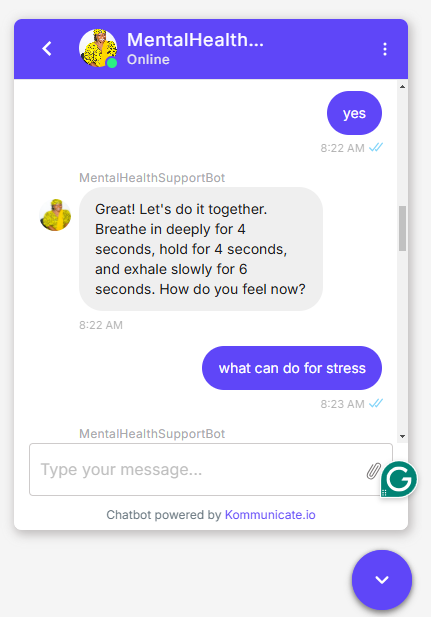 MentalHealth...
Online
yes
8:22 AM
MentalHealthSupportBot
Great! Let's do it together.
Breathe in deeply for 4
seconds, hold for 4 seconds,
and exhale slowly for 6
seconds. How do you feel now?
8:22 AM
what can do for stress
8:23 AM
MentalHealthSupportBot
Type your message...
G
Chatbot powered by Kommunicate.io